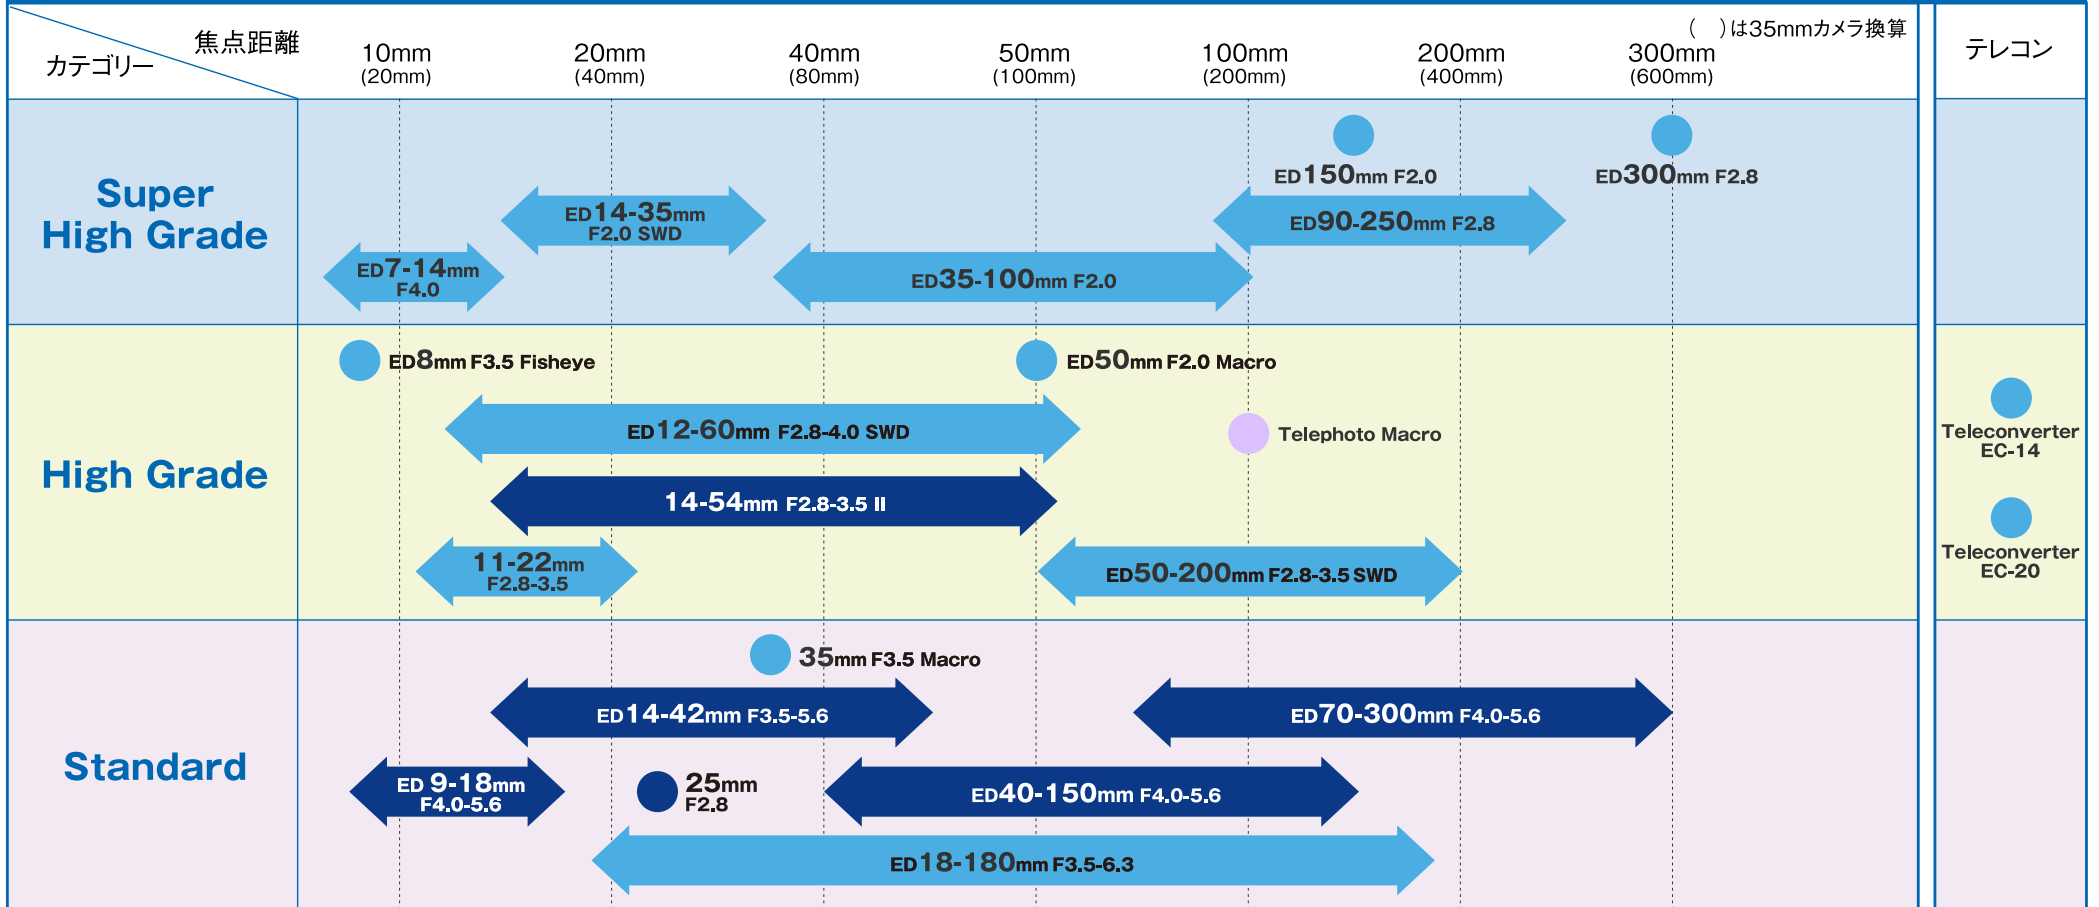 焦点距離
カテゴリー
10mm
(20mm)
20mm
(40mm)
40mm
(80mm)
50mm
(100mm)
100mm
(200mm)
200mm
(400mm)
300mm
(600mm)
(　)は35mmカメラ換算
テレコン
Super
High Grade
ED150mm F2.0
ED300mm F2.8
ED14-35mm
F2.0 SWD
ED90-250mm F2.8
ED7-14mm
F4.0
ED35-100mm F2.0
High Grade
ED8mm F3.5 Fisheye
ED50mm F2.0 Macro
ED12-60mm F2.8-4.0 SWD
Telephoto Macro
14-54mm F2.8-3.5 II
11-22mm
F2.8-3.5
ED50-200mm F2.8-3.5 SWD
Teleconverter
EC-14
Teleconverter
EC-20
Standard
35mm F3.5 Macro
ED14-42mm F3.5-5.6
ED70-300mm F4.0-5.6
ED 9-18mm
F4.0-5.6
25mm
F2.8
ED40-150mm F4.0-5.6
ED18-180mm F3.5-6.3